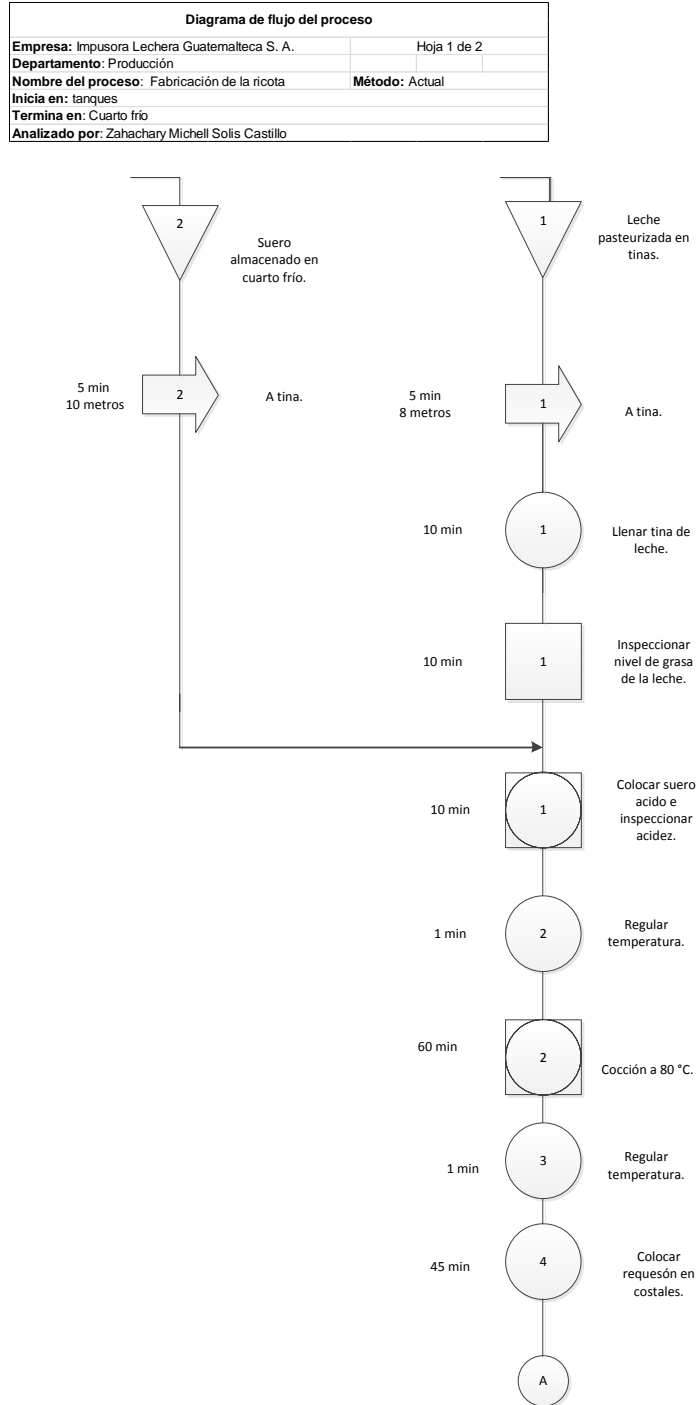 Diagrama de flujo del proceso
Empresa: Impusora Lechera Guatemalteca S. A. Hoja 1 de 2
Departamento: Producción
Nombre del proceso: Fabricación de la ricota Método: Actual
Inicia en: tanques
Termina en: Cuarto frío
Analizado por: Zahachary Michell Solis Castillo
2
Suero
almacenado en
cuarto frío.
1
Leche
pasteurizada en
tinas.
5 min
10 metros
2
A tina.
5 min
8 metros
1
A tina.
10 min
1
Llenar tina de
leche.
10 min
1
Inspeccionar
nivel de grasa
de la leche.
10 min
1
Colocar suero
acido e
inspeccionar
acidez.
1 min
2
Regular
temperatura.
60 min
2
Cocción a 80 °C.
1 min
3
Regular
temperatura.
45 min
4
Colocar
requesón en
costales.
A